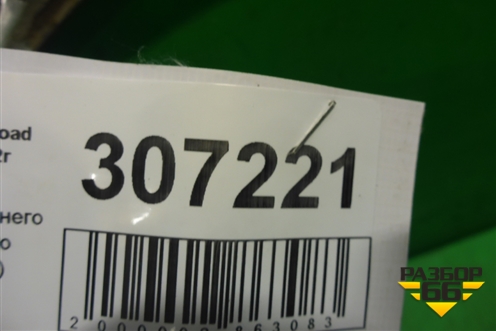 oad
307221
него
о
)
РАЗБОР
66